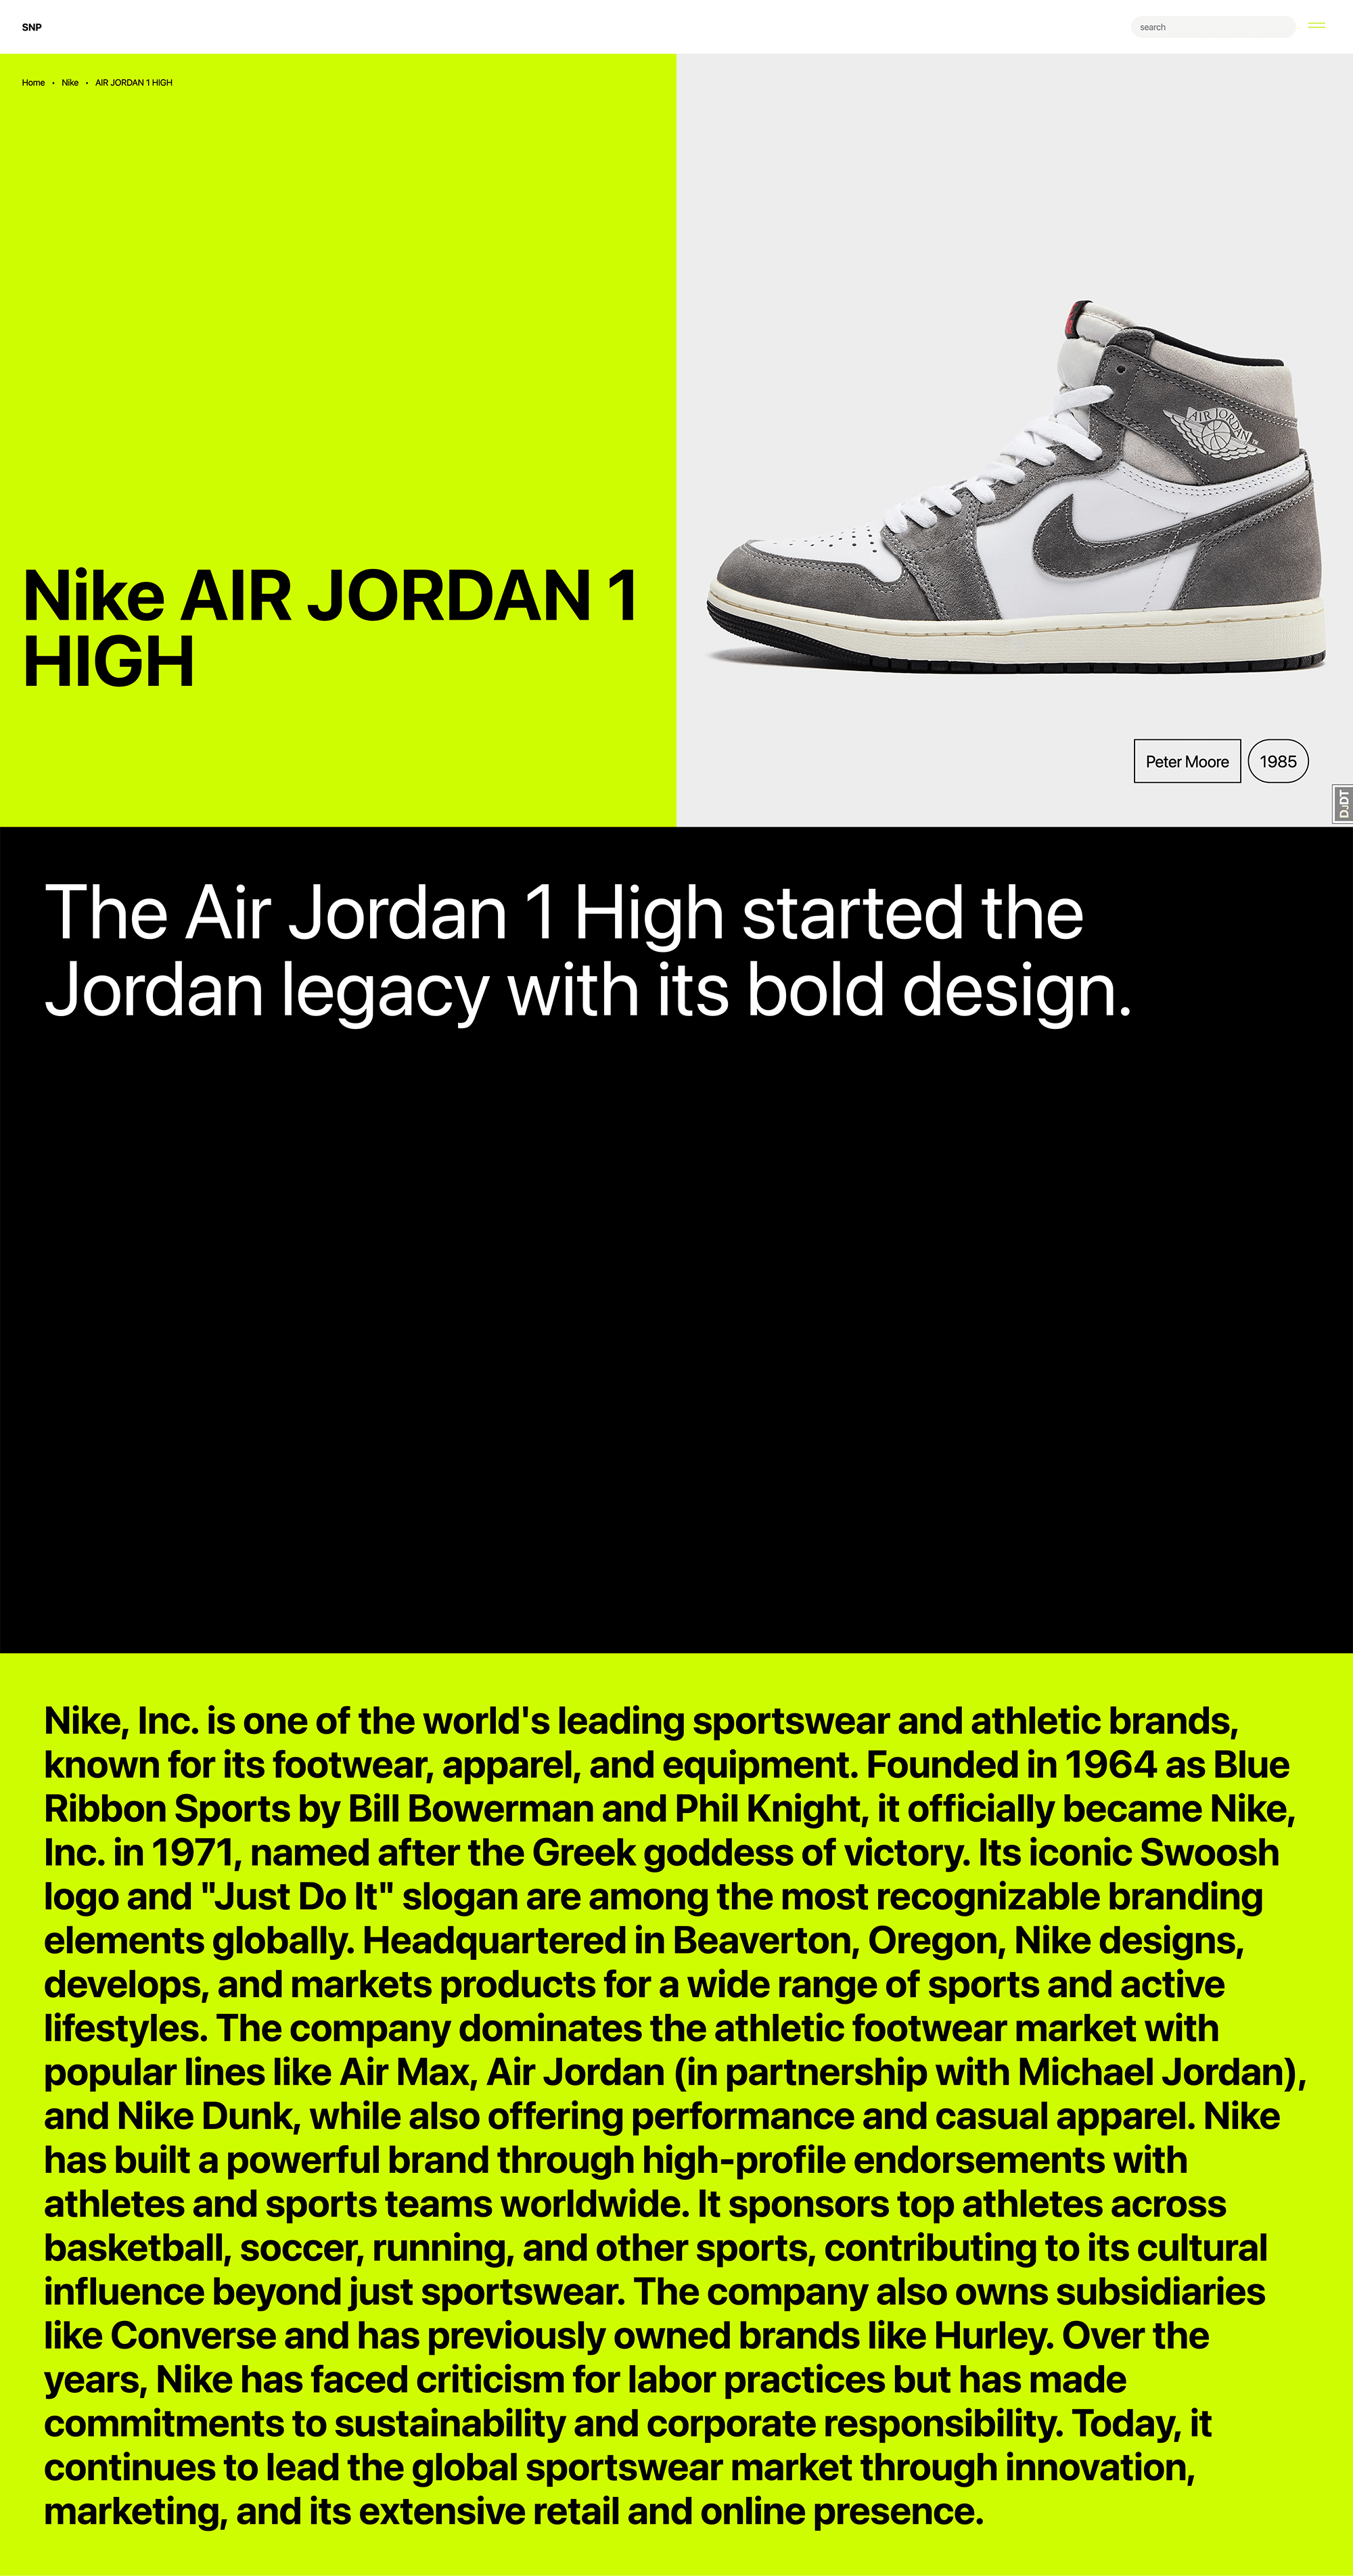 SNP
search
Home • Nike • AIR JORDAN 1 HIGH
Nike AIR JORDAN 1
HIGH
AIR JORDAN
TM
Peter Moore
1985
DJDT
The Air Jordan 1 High started the
Jordan legacy with its bold design.
Nike, Inc. is one of the world's leading sportswear and athletic brands,
known for its footwear, apparel, and equipment. Founded in 1964 as Blue
Ribbon Sports by Bill Bowerman and Phil Knight, it officially became Nike,
Inc. in 1971, named after the Greek goddess of victory. Its iconic Swoosh
logo and "Just Do It" slogan are among the most recognizable branding
elements globally. Headquartered in Beaverton, Oregon, Nike designs,
develops, and markets products for a wide range of sports and active
lifestyles. The company dominates the athletic footwear market with
popular lines like Air Max, Air Jordan (in partnership with Michael Jordan),
and Nike Dunk, while also offering performance and casual apparel. Nike
has built a powerful brand through high-profile endorsements with
athletes and sports teams worldwide. It sponsors top athletes across
basketball, soccer, running, and other sports, contributing to its cultural
influence beyond just sportswear. The company also owns subsidiaries
like Converse and has previously owned brands like Hurley. Over the
years, Nike has faced criticism for labor practices but has made
commitments to sustainability and corporate responsibility. Today, it
continues to lead the global sportswear market through innovation,
marketing, and its extensive retail and online presence.